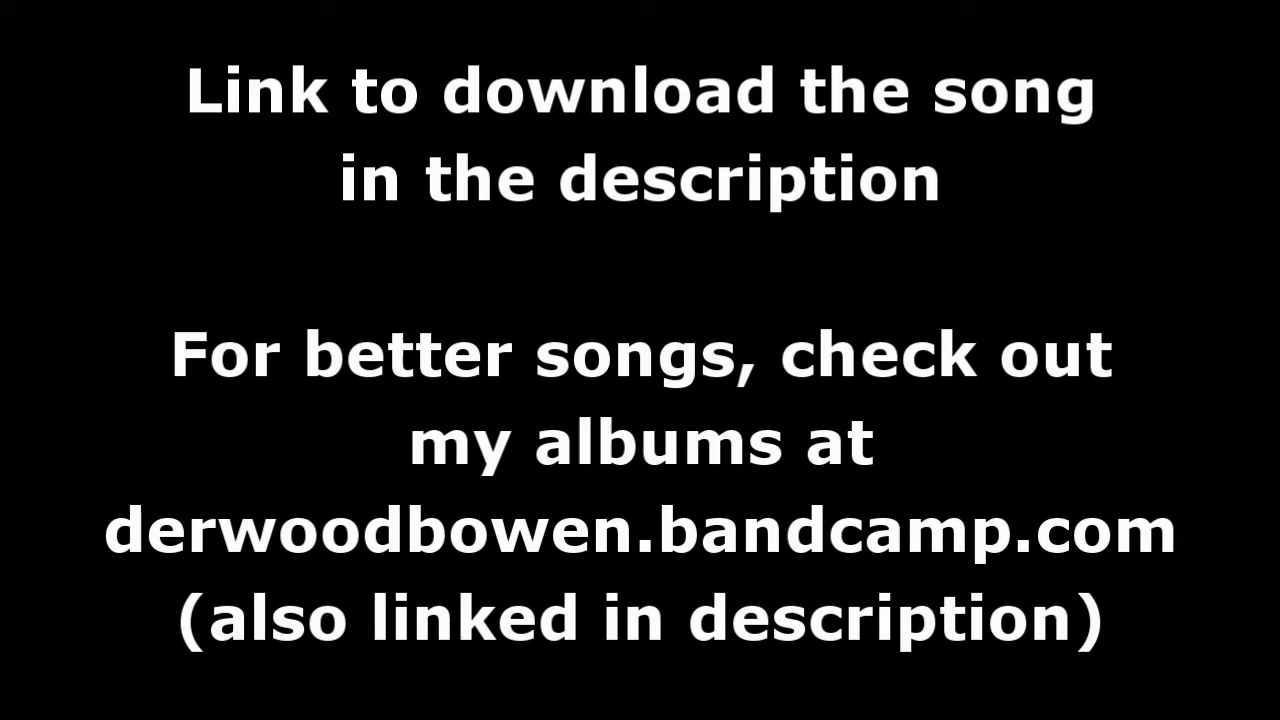 Link to download the song
in the description
For better songs, check out
my albums at
derwoodbowen.bandcamp.com
(also linked in description)